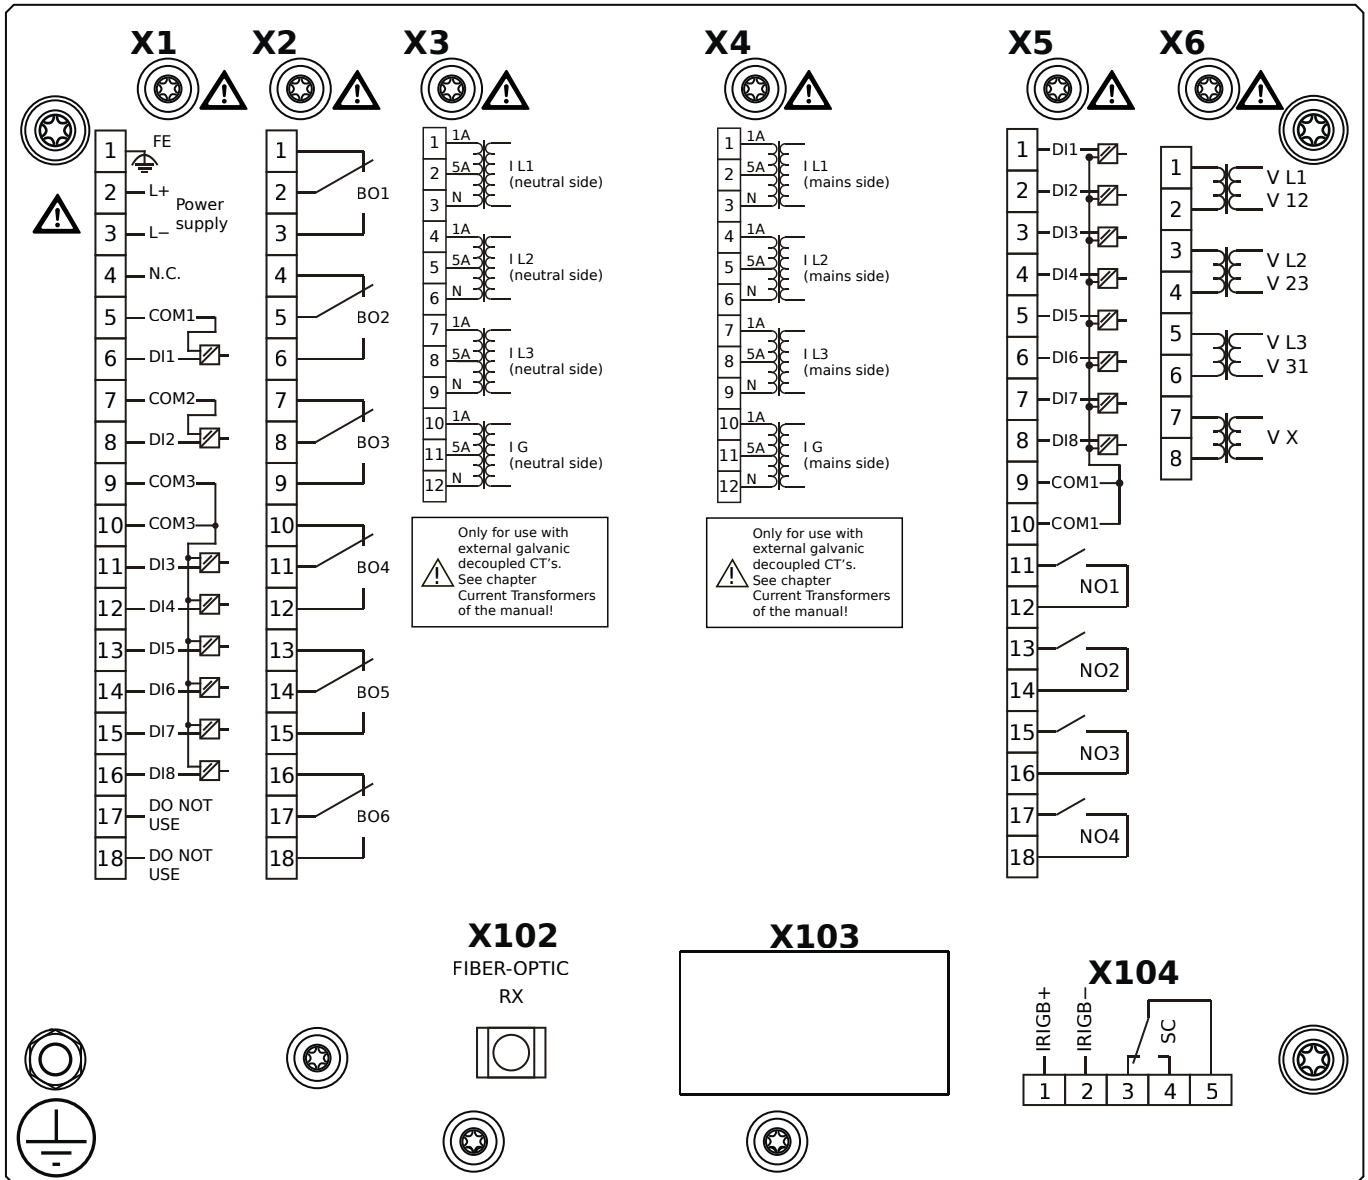 X1
X2
X3
X4
X5
X6
1
FE
2
L+
Power
supply
3
L−
4
N.C.
5
COM1
6
DI1
7
COM2
8
DI2
9
COM3
10
COM3
11
DI3
12
DI4
13
DI5
14
DI6
15
DI7
16
DI8
17
DO NOT
USE
18
DO NOT
USE
1
2
BO1
3
4
5
BO2
6
7
8
BO3
9
10
11
BO4
12
13
14
BO5
15
16
17
BO6
18
1
1A
2
5A
3
N
I L1
(neutral side)
4
1A
5
5A
6
N
I L2
(neutral side)
7
1A
8
5A
9
N
I L3
(neutral side)
10
1A
11
5A
12
N
I G
(neutral side)
Only for use with
external galvanic
decoupled CT's.
See chapter
Current Transformers
of the manual!
1
1A
2
5A
3
N
I L1
(mains side)
4
1A
5
5A
6
N
I L2
(mains side)
7
1A
8
5A
9
N
I L3
(mains side)
10
1A
11
5A
12
N
I G
(mains side)
Only for use with
external galvanic
decoupled CT's.
See chapter
Current Transformers
of the manual!
1
DI1
2
DI2
3
DI3
4
DI4
5
DI5
6
DI6
7
DI7
8
DI8
9
COM1
10
COM1
11
NO1
12
13
NO2
14
15
NO3
16
17
NO4
18
1
V L1
V 12
2
3
V L2
V 23
4
5
V L3
V 31
6
7
V X
8
X102
FIBER-OPTIC
RX
X103
X104
IRIGB+
IRIGB−
SC
1 2 3 4 5